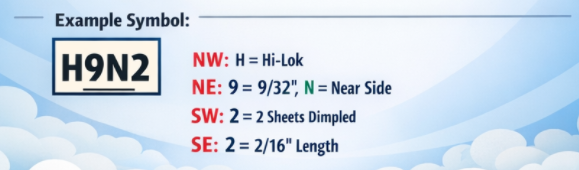 Example Symbol:
H9N2
NW: H = Hi-Lok
NE: 9 = 9/32", N = Near Side
SW: 2 = 2 Sheets Dimpled
SE: 2 = 2/16" Length